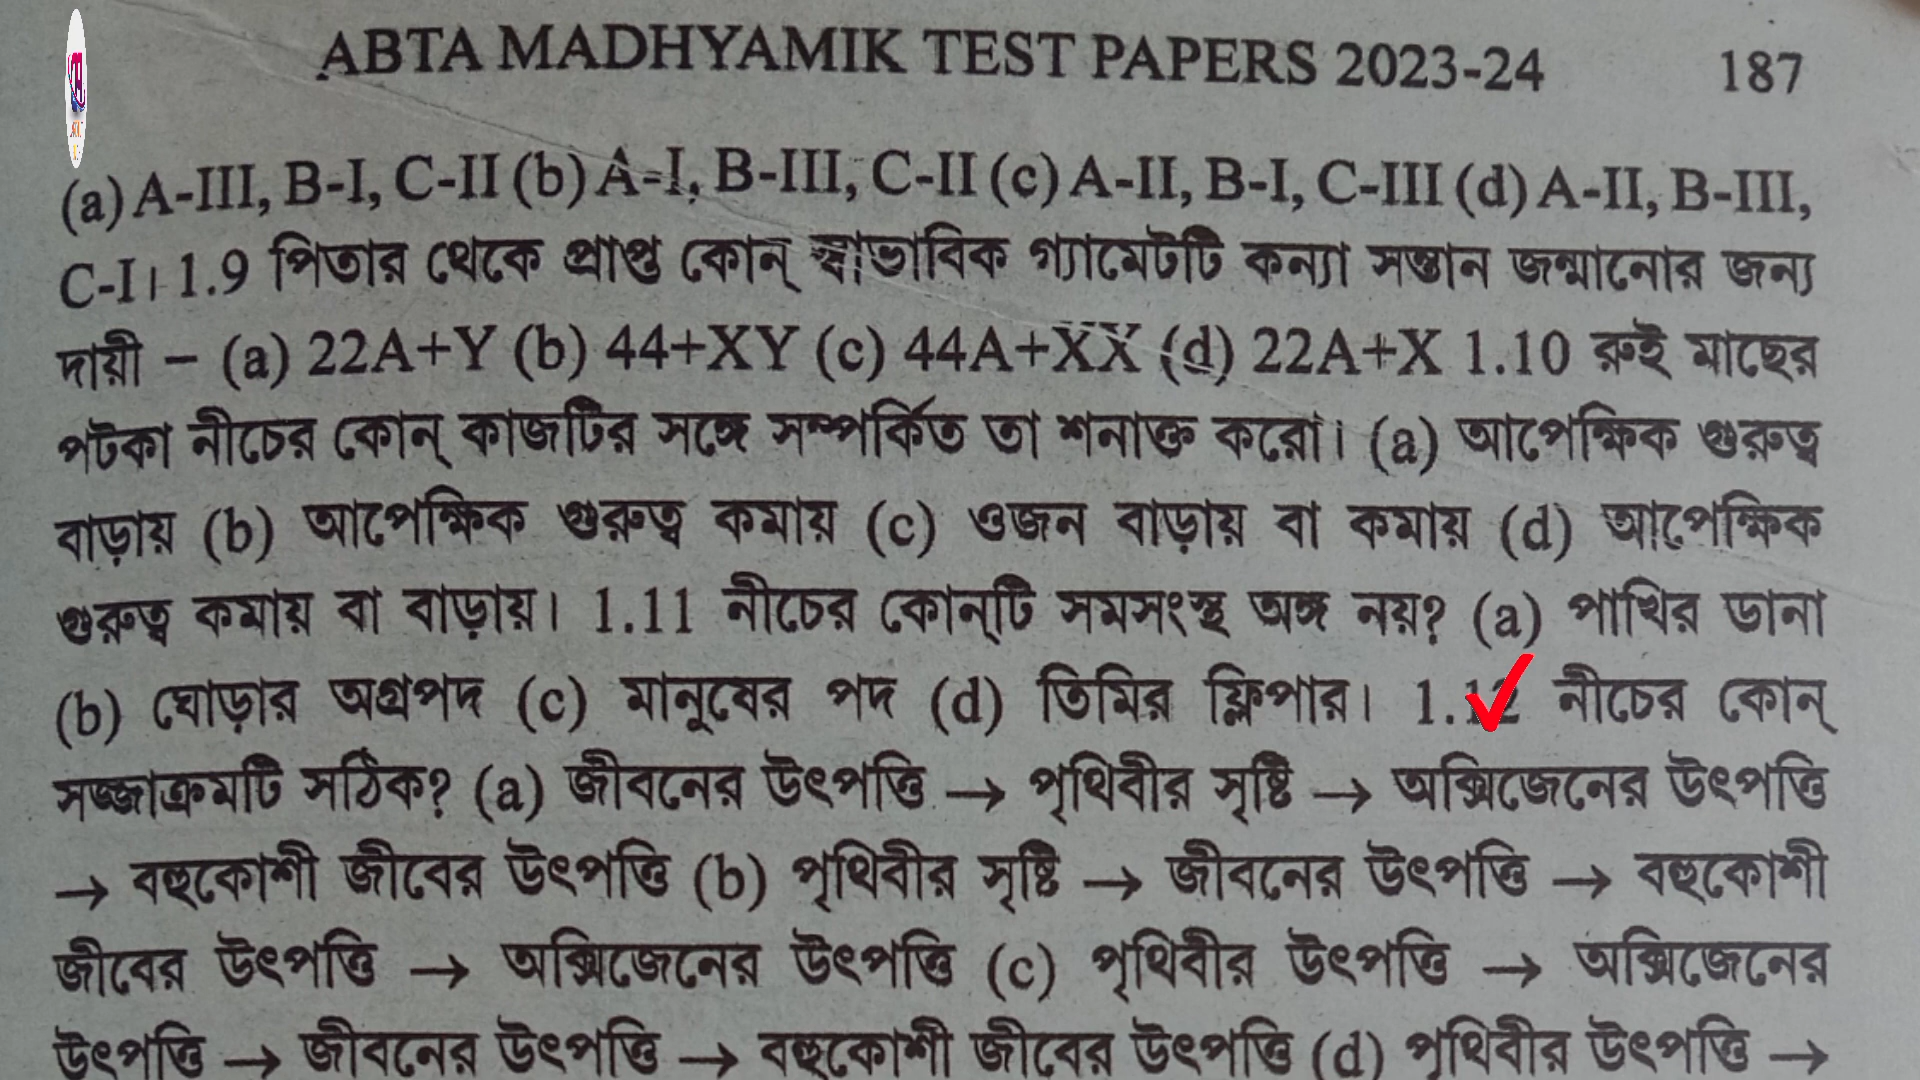 ABTA MADHYAMIK TEST PAPERS 2023-24 187
(a) A-III, B-I, C-II (b) A-I, B-III, C-II (c) A-II, B-I, C-III (d) A-II, B-III,
C-I। 1.9 পিতার থেকে প্রাপ্ত কোন্ স্বাভাবিক গ্যামেটটি কন্যা সন্তান জন্মানোর জন্য
দায়ী – (a) 22A+Y (b) 44+XY (c) 44A+XX (d) 22A+X 1.10 রুই মাছের
পটকা নীচের কোন্ কাজটির সঙ্গে সম্পর্কিত তা শনাক্ত করো। (a) আপেক্ষিক গুরুত্ব
বাড়ায় (b) আপেক্ষিক গুরুত্ব কমায় (c) ওজন বাড়ায় বা কমায় (d) আপেক্ষিক
গুরুত্ব কমায় বা বাড়ায়। 1.11 নীচের কোন্‌টি সমসংস্থ অঙ্গ নয়? (a) পাখির ডানা
(b) ঘোড়ার অগ্রপদ (c) মানুষের পদ (d) তিমির ফ্লিপার। 1.12 নীচের কোন্
সজ্জাক্রমটি সঠিক? (a) জীবনের উৎপত্তি → পৃথিবীর সৃষ্টি → অক্সিজেনের উৎপত্তি
→ বহুকোশী জীবের উৎপত্তি (b) পৃথিবীর সৃষ্টি → জীবনের উৎপত্তি → বহুকোশী
জীবের উৎপত্তি → অক্সিজেনের উৎপত্তি (c) পৃথিবীর উৎপত্তি → অক্সিজেনের
উৎপত্তি → জীবনের উৎপত্তি → বহুকোশী জীবের উৎপত্তি (d) পৃথিবীর উৎপত্তি →